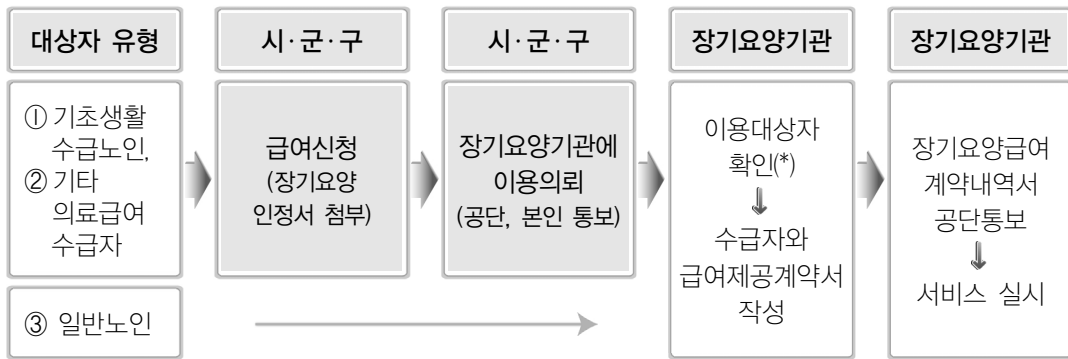 대상자 유형
시·군·구
시·군·구
장기요양기관
장기요양기관
① 기초생활
수급노인,
② 기타
의료급여
수급자
급여신청
(장기요양
인정서 첨부)
장기요양기관에
이용의뢰
(공단, 본인 통보)
이용대상자
확인(*)
⇓
수급자와
급여제공계약서
작성
장기요양급여
계약내역서
공단통보
⇓
서비스 실시
③ 일반노인